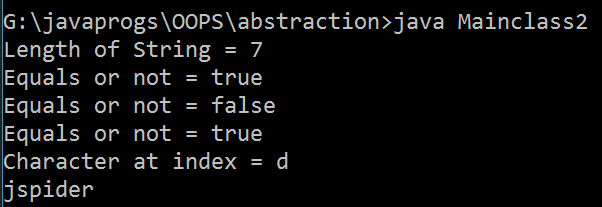 G:\javaprogs\OOPS\abstraction>java Mainclass2
Length of String = 7
Equals or not = true
Equals or not = false
Equals or not = true
Character at index = d
jspider